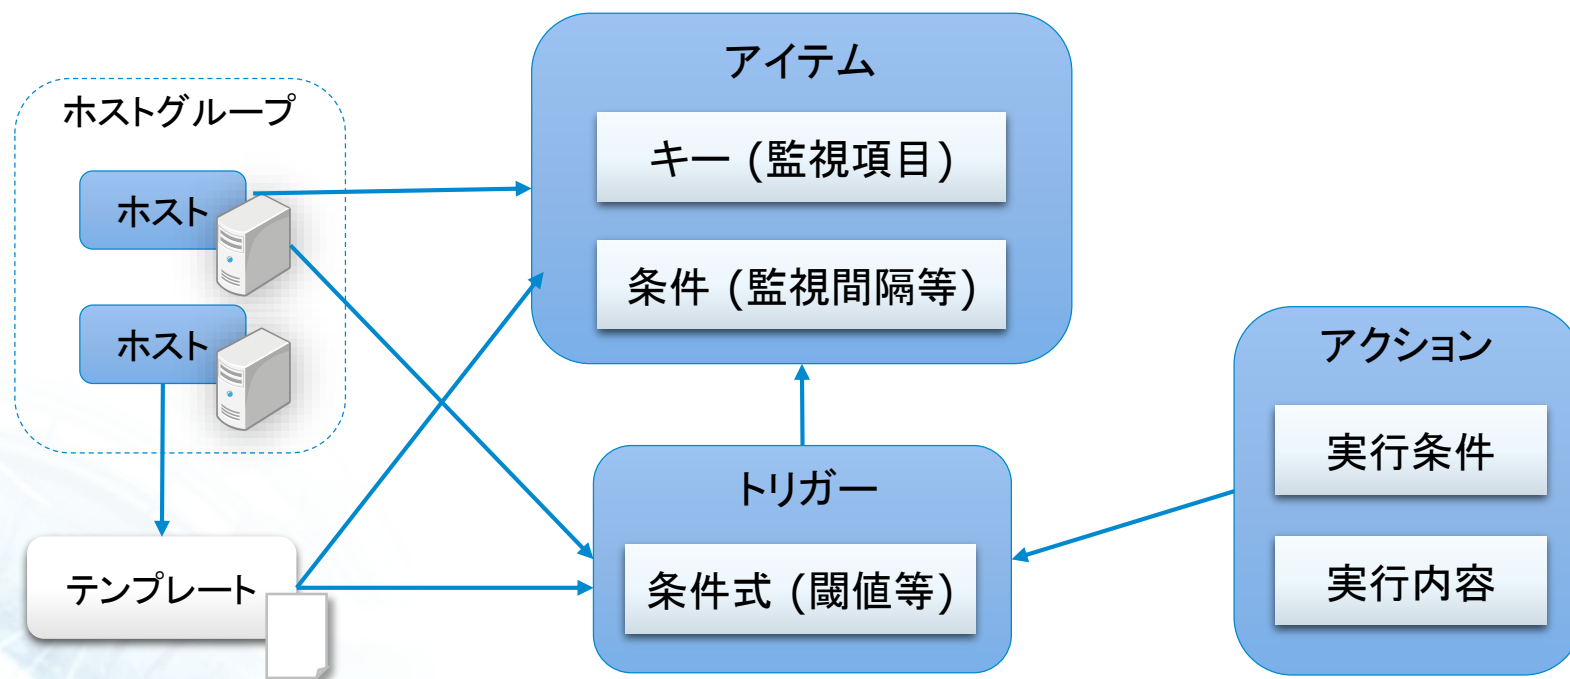 ホストグループ
ホスト
ホスト
テンプレート
アイテム
キー (監視項目)
条件 (監視間隔等)
トリガー
条件式 (閾値等)
アクション
実行条件
実行内容